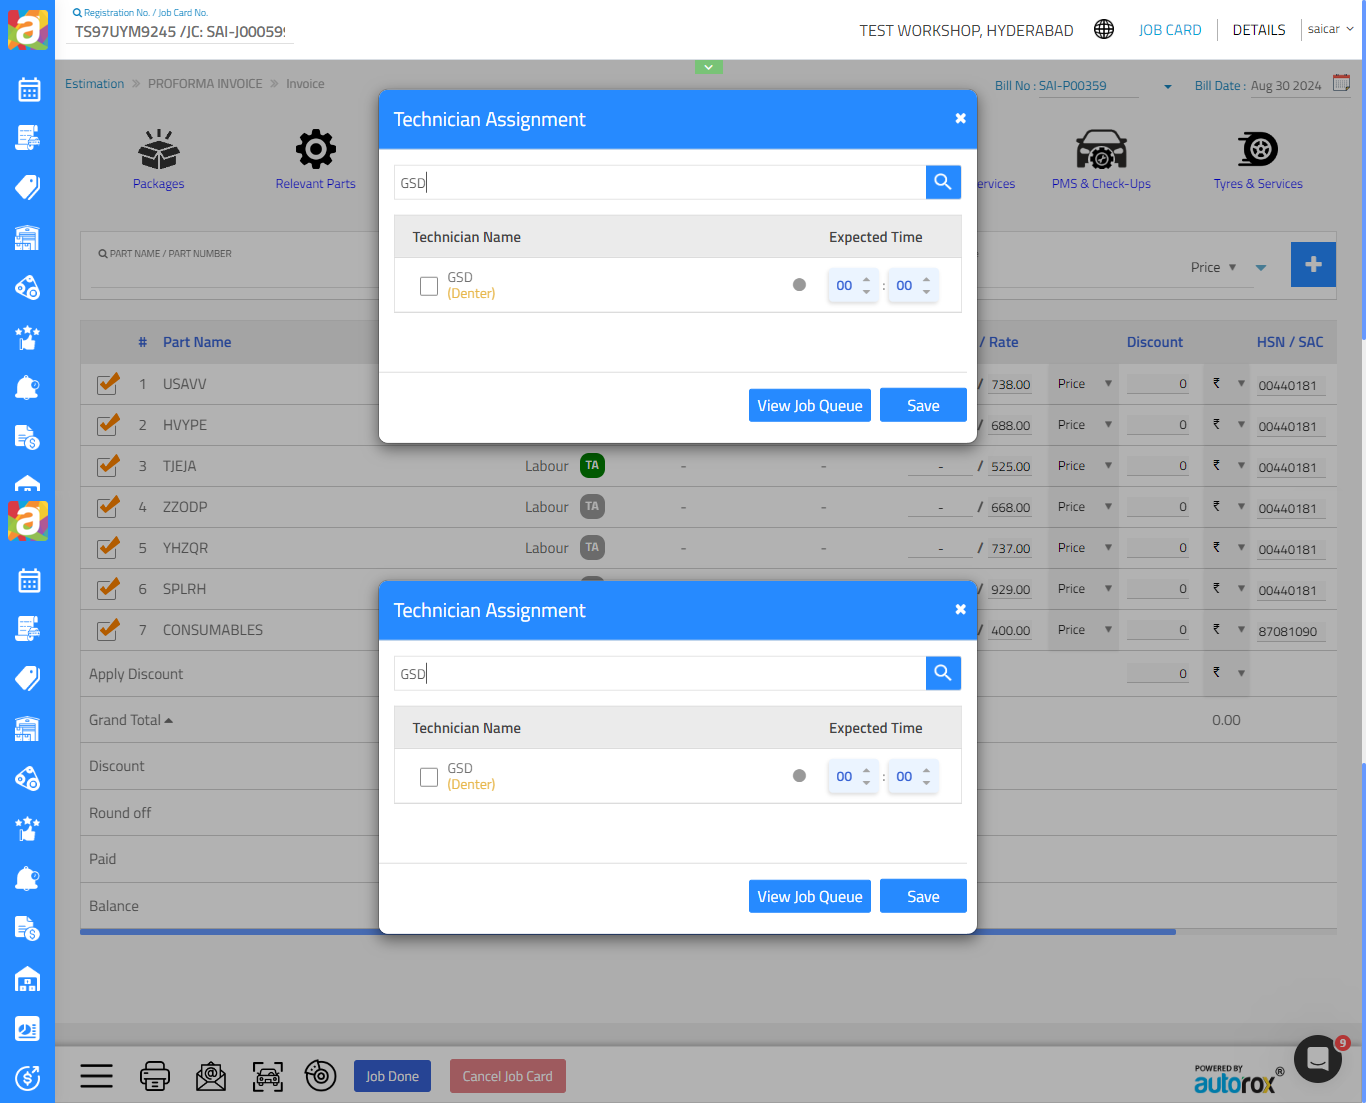 Registration No. / Job Card No.
TS97UYM9245 /JC: SAI-J000599
TEST WORKSHOP, HYDERABAD
JOB CARD
DETAILS
saicar
Estimation » PROFORMA INVOICE » Invoice
Bill No : SAI-P00359
Bill Date : Aug 30 2024
Packages
Relevant Parts
ervices
PMS & Check-Ups
Tyres & Services
PART NAME / PART NUMBER
Price
Technician Assignment
GSD
Technician Name Expected Time
GSD
(Denter)
00 : 00
View Job Queue
Save
# Part Name / Rate Discount HSN / SAC
1 USAVV / 738.00 Price 0 ₹ 00440181
2 HVYPE / 688.00 Price 0 ₹ 00440181
3 TJEJA Labour TA - - - / 525.00 Price 0 ₹ 00440181
4 ZZODP Labour TA - - - / 668.00 Price 0 ₹ 00440181
5 YHZQR Labour TA - - - / 737.00 Price 0 ₹ 00440181
6 SPLRH / 929.00 Price 0 ₹ 00440181
7 CONSUMABLES / 400.00 Price 0 ₹ 87081090
Apply Discount 0 ₹
Grand Total 0.00
Discount
Round off
Paid
Balance
Technician Assignment
GSD
Technician Name Expected Time
GSD
(Denter)
00 : 00
View Job Queue
Save
Job Done
Cancel Job Card
POWERED BY
autorox®
9